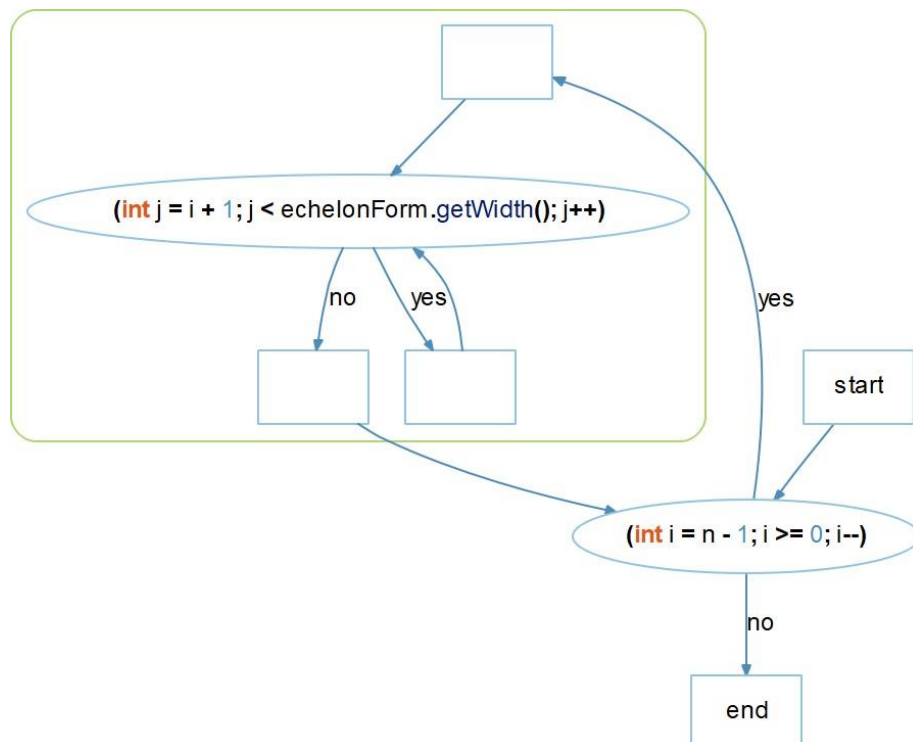 (int j = i + 1; j < echelonForm.getWidth(); j++)
no
yes
yes
start
(int i = n - 1; i >= 0; i--)
no
end